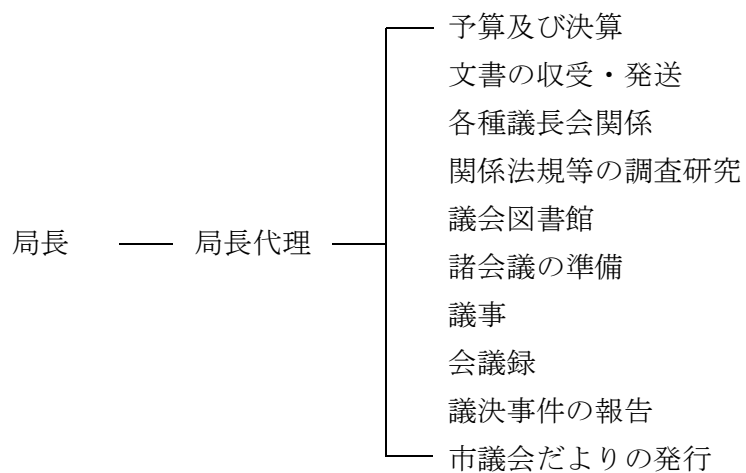 予算及び決算
文書の収受・発送
各種議長会関係
関係法規等の調査研究
議会図書館
局長
局長代理
諸会議の準備
議事
会議録
議決事件の報告
市議会だよりの発行